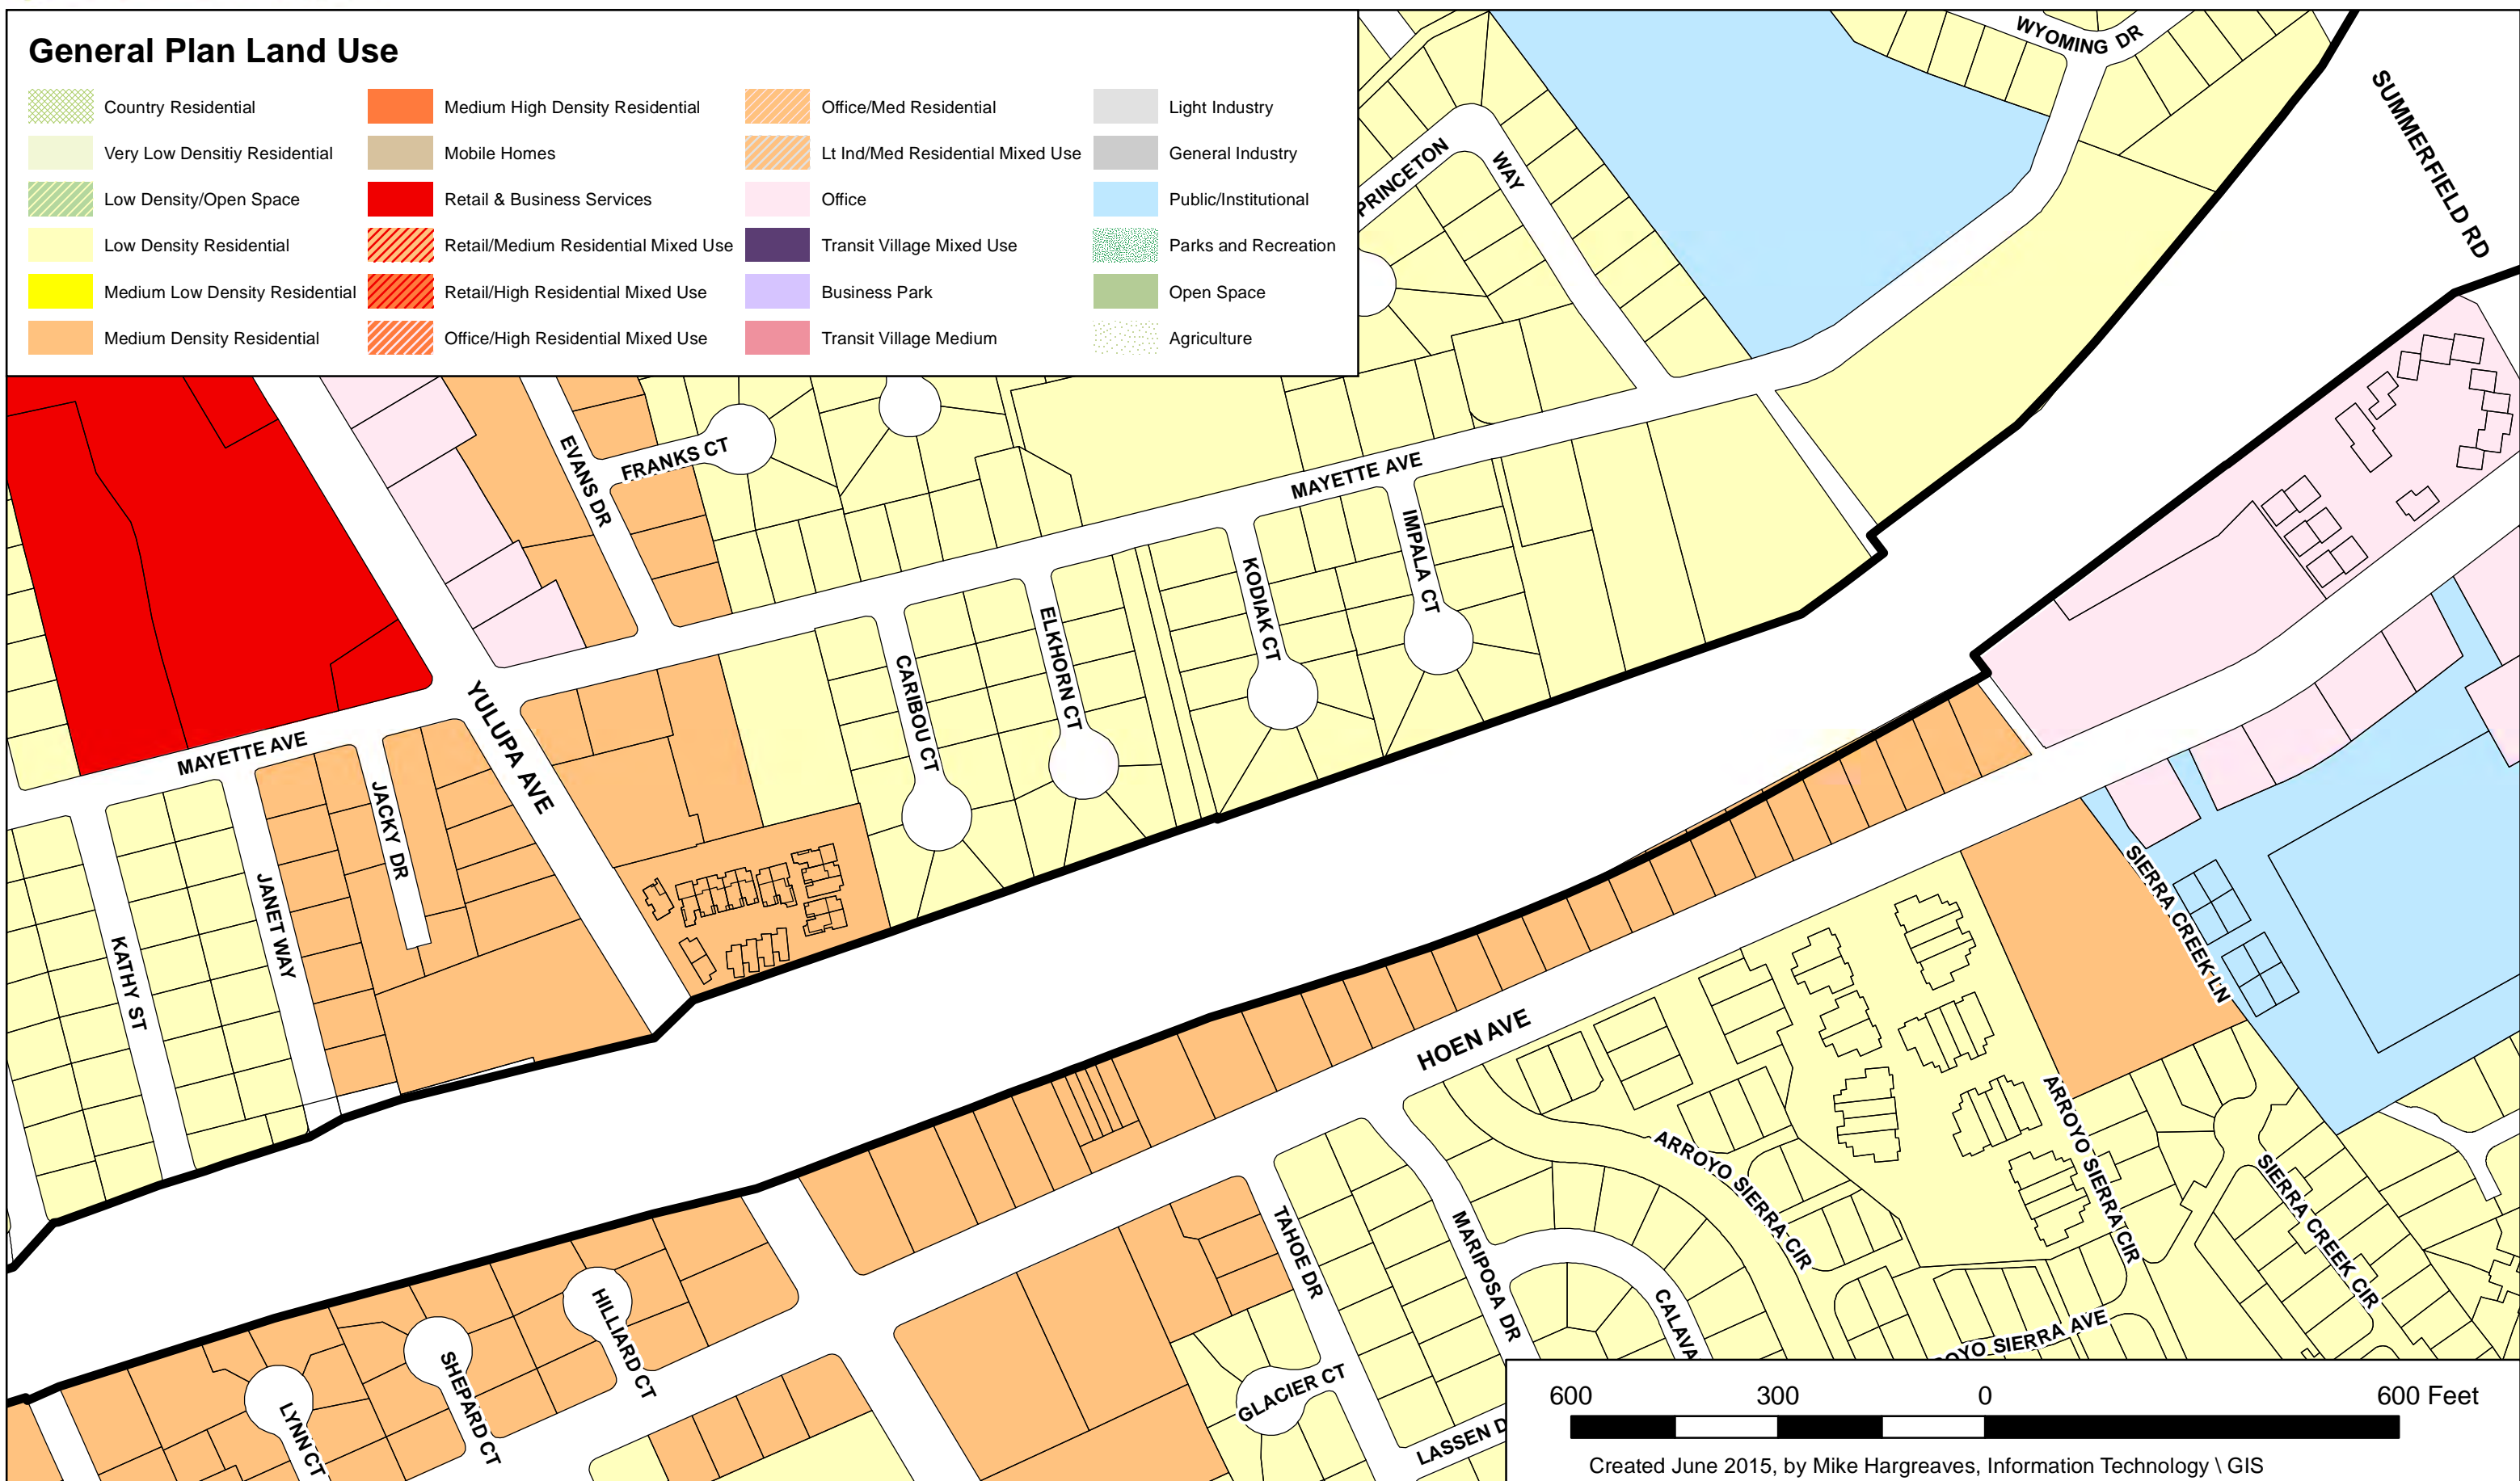 General Plan Land Use
Country Residential
Very Low Densitiy Residential
Low Density/Open Space
Low Density Residential
Medium Low Density Residential
Medium Density Residential
Medium High Density Residential
Mobile Homes
Retail & Business Services
Retail/Medium Residential Mixed Use
Retail/High Residential Mixed Use
Office/High Residential Mixed Use
Office/Med Residential
Lt Ind/Med Residential Mixed Use
Office
Transit Village Mixed Use
Business Park
Transit Village Medium
Light Industry
General Industry
Public/Institutional
Parks and Recreation
Open Space
Agriculture
WYOMING DR
SUMMERFIELD RD
PRINCETON
WAY
EVANS DR
FRANKS CT
MAYETTE AVE
IMPALA CT
KODIAK CT
ELKHORN CT
CARIBOU CT
YULUPA AVE
MAYETTE AVE
JACKY DR
JANET WAY
KATHY ST
SIERRA CREEK LN
HOEN AVE
ARROYO SIERRA CIR
ARROYO SIERRA CIR
SIERRA CREEK CIR
TAHOE DR
MARIPOSA DR
CALAVA
HILLIARD CT
SHEPARD CT
LYNN CT
GLACIER CT
LASSEN D
OYO SIERRA AVE
600 300 0 600 Feet
Created June 2015, by Mike Hargreaves, Information Technology \ GIS